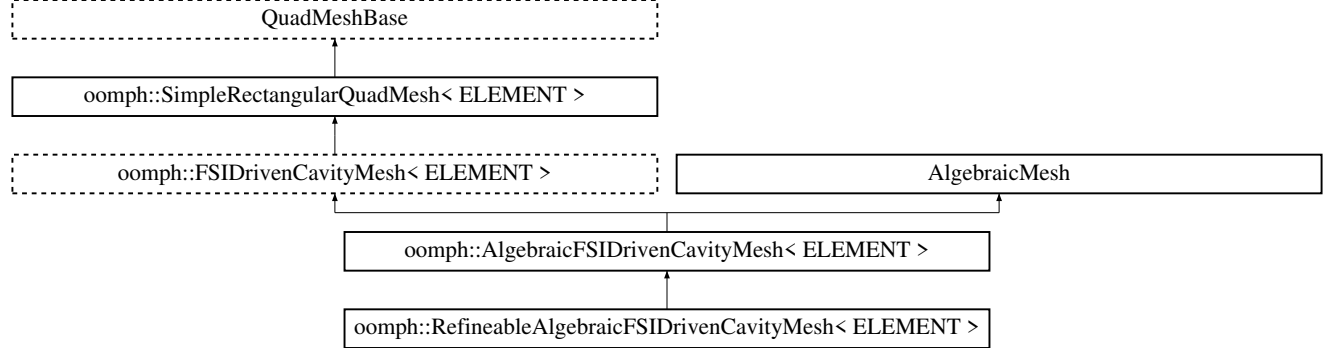 QuadMeshBase
oomph::SimpleRectangularQuadMesh< ELEMENT >
oomph::FSIDrivenCavityMesh< ELEMENT >
AlgebraicMesh
oomph::AlgebraicFSIDrivenCavityMesh< ELEMENT >
oomph::RefineableAlgebraicFSIDrivenCavityMesh< ELEMENT >